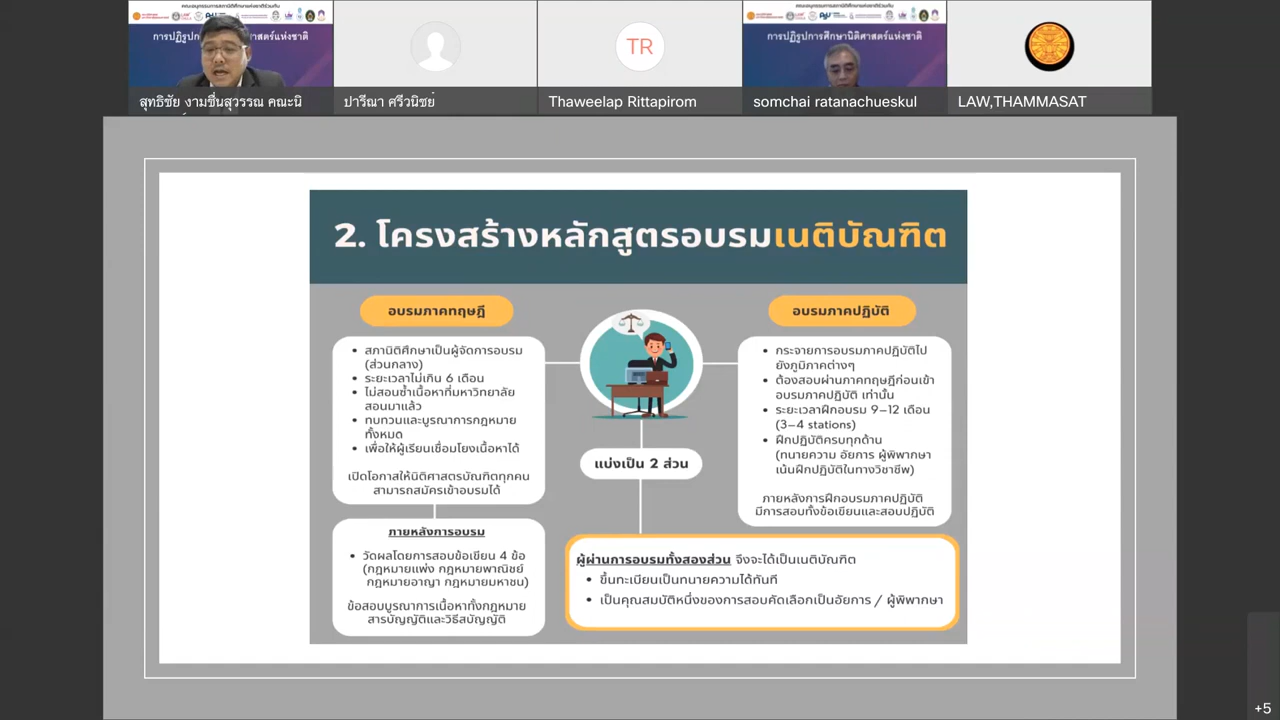 คณะอนุกรรมการสถาบันนิติศึกษาแห่งชาติร่วมกับ
การปฏิรูปการศึกษานิติศาสตร์แห่งชาติ
สุทธิชัย งามชื่นสุวรรณ คณะนิ
ปารีณา ศรีวนิชย์
TR
Thaweelap Rittapirom
การปฏิรูปการศึกษานิติศาสตร์แห่งชาติ
somchai ratanachueskul
LAW,THAMMASAT
2. โครงสร้างหลักสูตรอบรมเนติบัณฑิต
อบรมภาคทฤษฎี
• สภานิติศึกษาเป็นผู้จัดการอบรม
(ส่วนกลาง)
• ระยะเวลาไม่เกิน 6 เดือน
• ไม่สอนซ้ำเนื้อหาที่มหาวิทยาลัย
สอนมาแล้ว
• ทบทวนและบูรณาการกฎหมาย
ทั้งหมด
• เพื่อให้ผู้เรียนเชื่อมโยงเนื้อหาได้
เปิดโอกาสให้นิติศาสตรบัณฑิตทุกคน
สามารถสมัครเข้าอบรมได้
ภายหลังการอบรม
• วัดผลโดยการสอบข้อเขียน 4 ข้อ
(กฎหมายแพ่ง กฎหมายพาณิชย์
กฎหมายอาญา กฎหมายมหาชน)
ข้อสอบบูรณาการเนื้อหาทั้งกฎหมาย
สารบัญญัติและวิธีสบัญญัติ
แบ่งเป็น 2 ส่วน
อบรมภาคปฏิบัติ
• กระจายการอบรมภาคปฏิบัติไป
ยังภูมิภาคต่างๆ
• ต้องสอบผ่านภาคทฤษฎีก่อนเข้า
อบรมภาคปฏิบัติ เท่านั้น
• ระยะเวลาฝึกอบรม 9–12 เดือน
(3–4 stations)
• ฝึกปฏิบัติครบทุกด้าน
(ทนายความ อัยการ ผู้พิพากษา
เน้นฝึกปฏิบัติในทางวิชาชีพ)
ภายหลังการฝึกอบรมภาคปฏิบัติ
มีการสอบทั้งข้อเขียนและสอบปฏิบัติ
ผู้ผ่านการอบรมทั้งสองส่วน จึงจะได้เป็นเนติบัณฑิต
• ขึ้นทะเบียนเป็นทนายความได้ทันที
• เป็นคุณสมบัติหนึ่งของการสอบคัดเลือกเป็นอัยการ / ผู้พิพากษา
+5